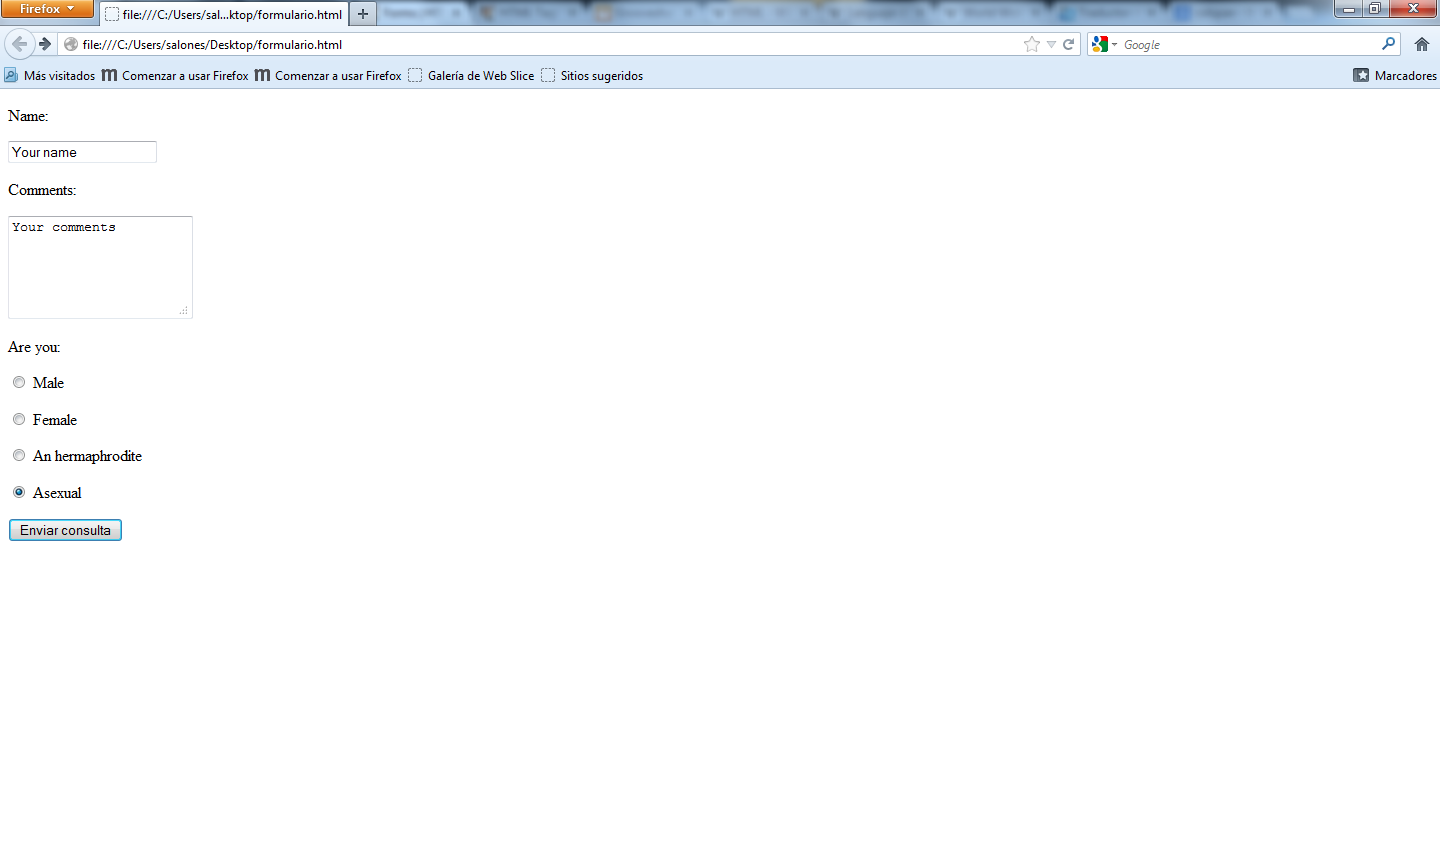 Firefox
file:///C:/Users/sal...ktop/formulario.html
file:///C:/Users/salones/Desktop/formulario.html
Google
Más visitados
Comenzar a usar Firefox
Comenzar a usar Firefox
Galería de Web Slice
Sitios sugeridos
Marcadores
Name:
Your name
Comments:
Your comments
Are you:
Male
Female
An hermaphrodite
Asexual
Enviar consulta